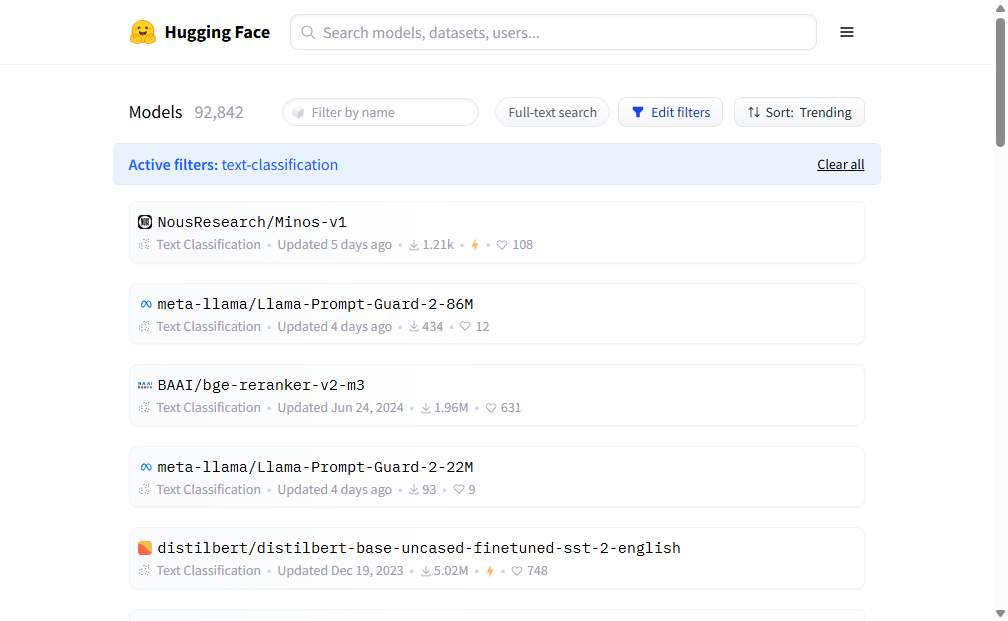 Hugging Face
Search models, datasets, users...
Models 92,842
Filter by name
Full-text search
Edit filters
Sort: Trending
Active filters: text-classification
Clear all
NousResearch/Minos-v1
Text Classification • Updated 5 days ago • 1.21k • • 108
meta-llama/Llama-Prompt-Guard-2-86M
Text Classification • Updated 4 days ago • 434 • 12
BAAI/bge-reranker-v2-m3
Text Classification • Updated Jun 24, 2024 • 1.96M • 631
meta-llama/Llama-Prompt-Guard-2-22M
Text Classification • Updated 4 days ago • 93 • 9
distilbert/distilbert-base-uncased-finetuned-sst-2-english
Text Classification • Updated Dec 19, 2023 • 5.02M • • 748